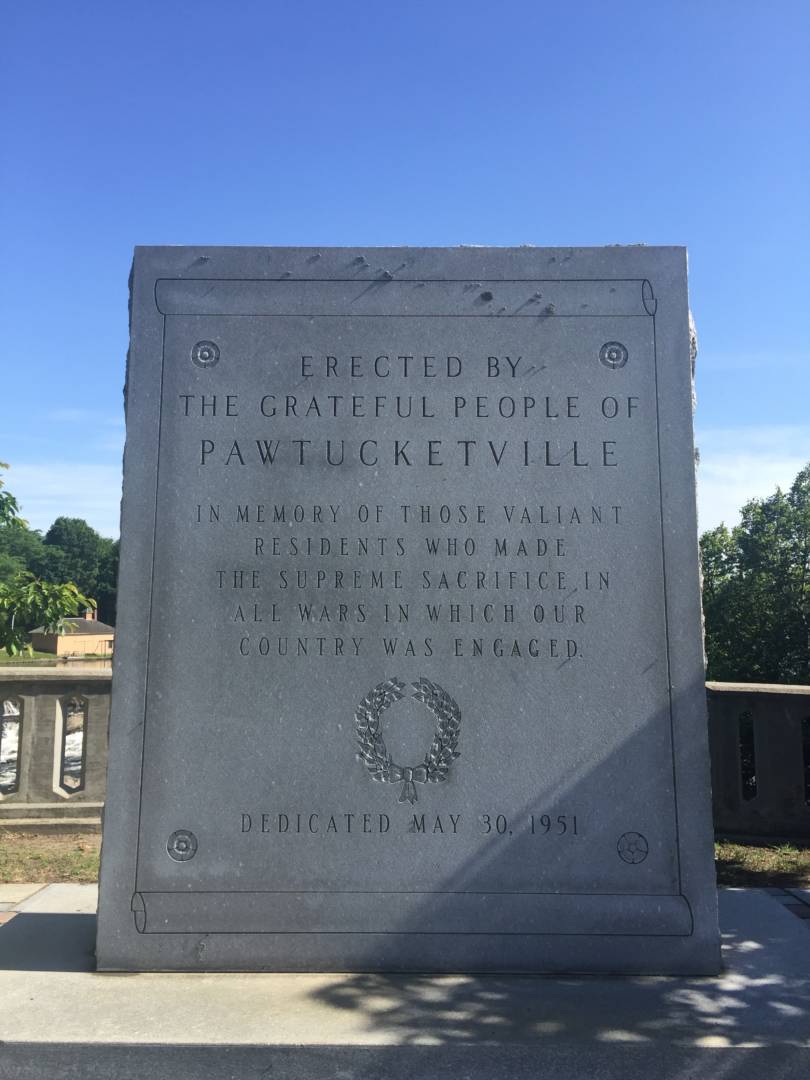 ERECTED BY
THE GRATEFUL PEOPLE OF
PAWTUCKETVILLE
IN MEMORY OF THOSE VALIANT
RESIDENTS WHO MADE
THE SUPREME SACRIFICE IN
ALL WARS IN WHICH OUR
COUNTRY WAS ENGAGED.
DEDICATED MAY 30, 1951